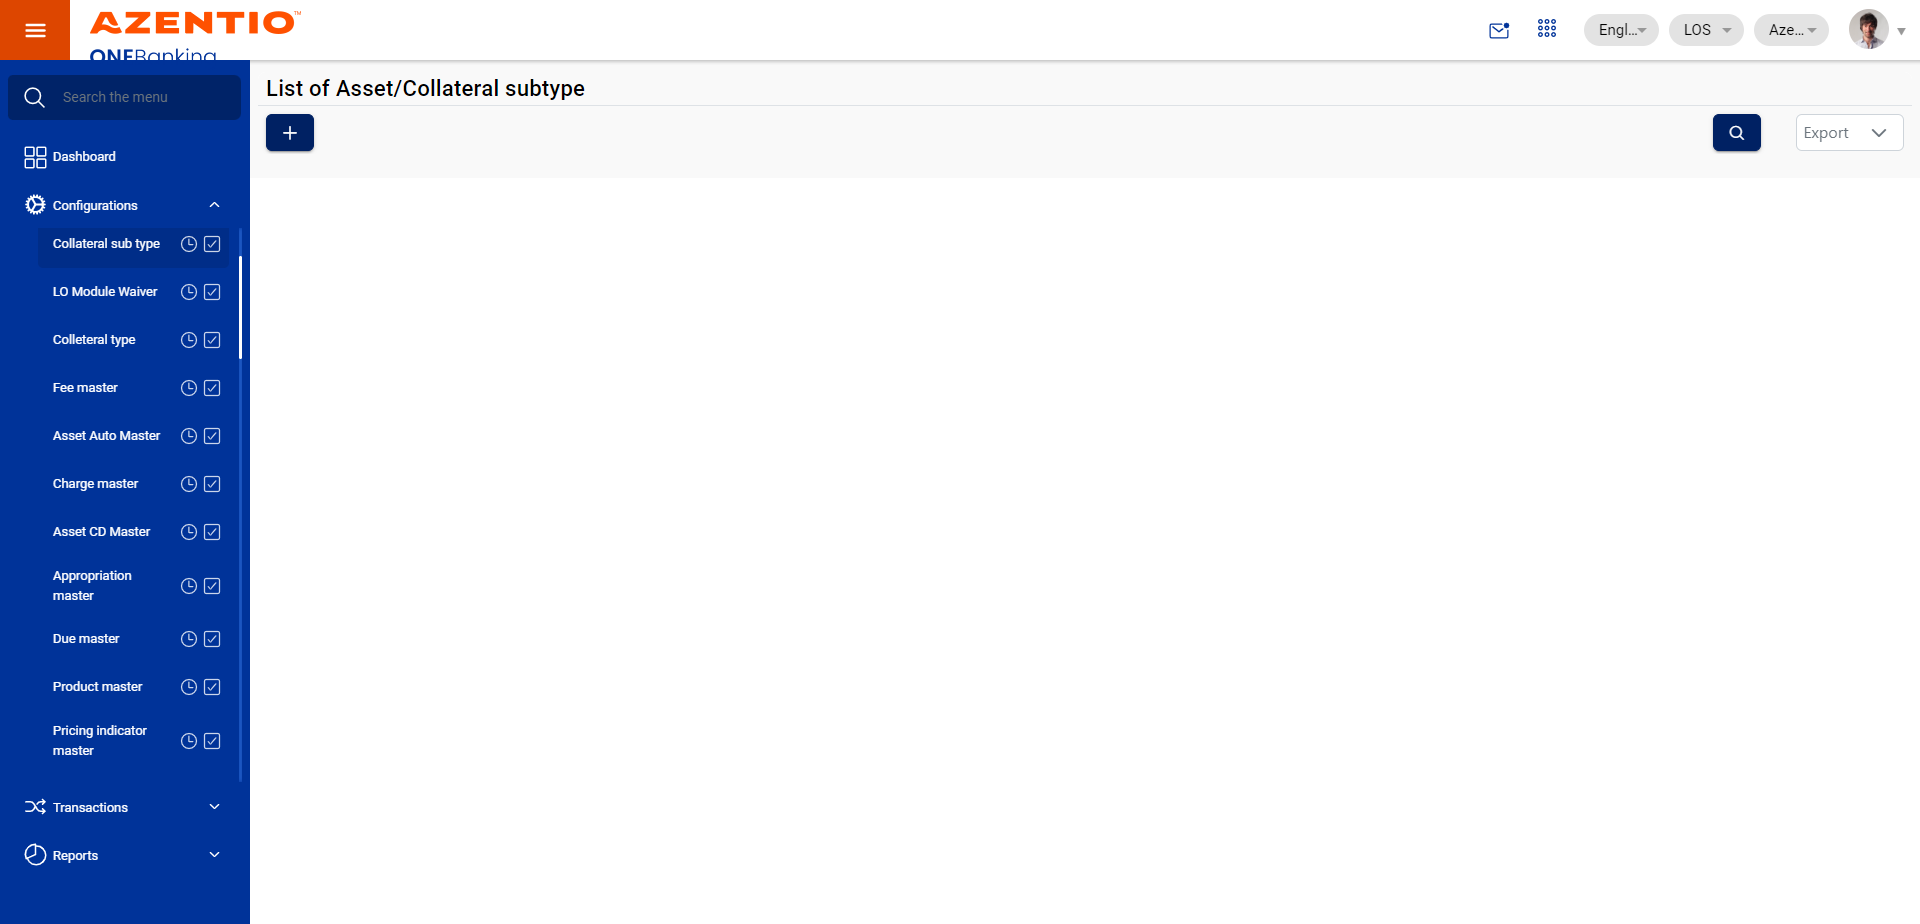 AZENTIO™
ONEBanking
Engl...
LOS
Aze...
Search the menu
Dashboard
Configurations
Collateral sub type
LO Module Waiver
Colleteral type
Fee master
Asset Auto Master
Charge master
Asset CD Master
Appropriation
master
Due master
Product master
Pricing indicator
master
Transactions
Reports
List of Asset/Collateral subtype
Export